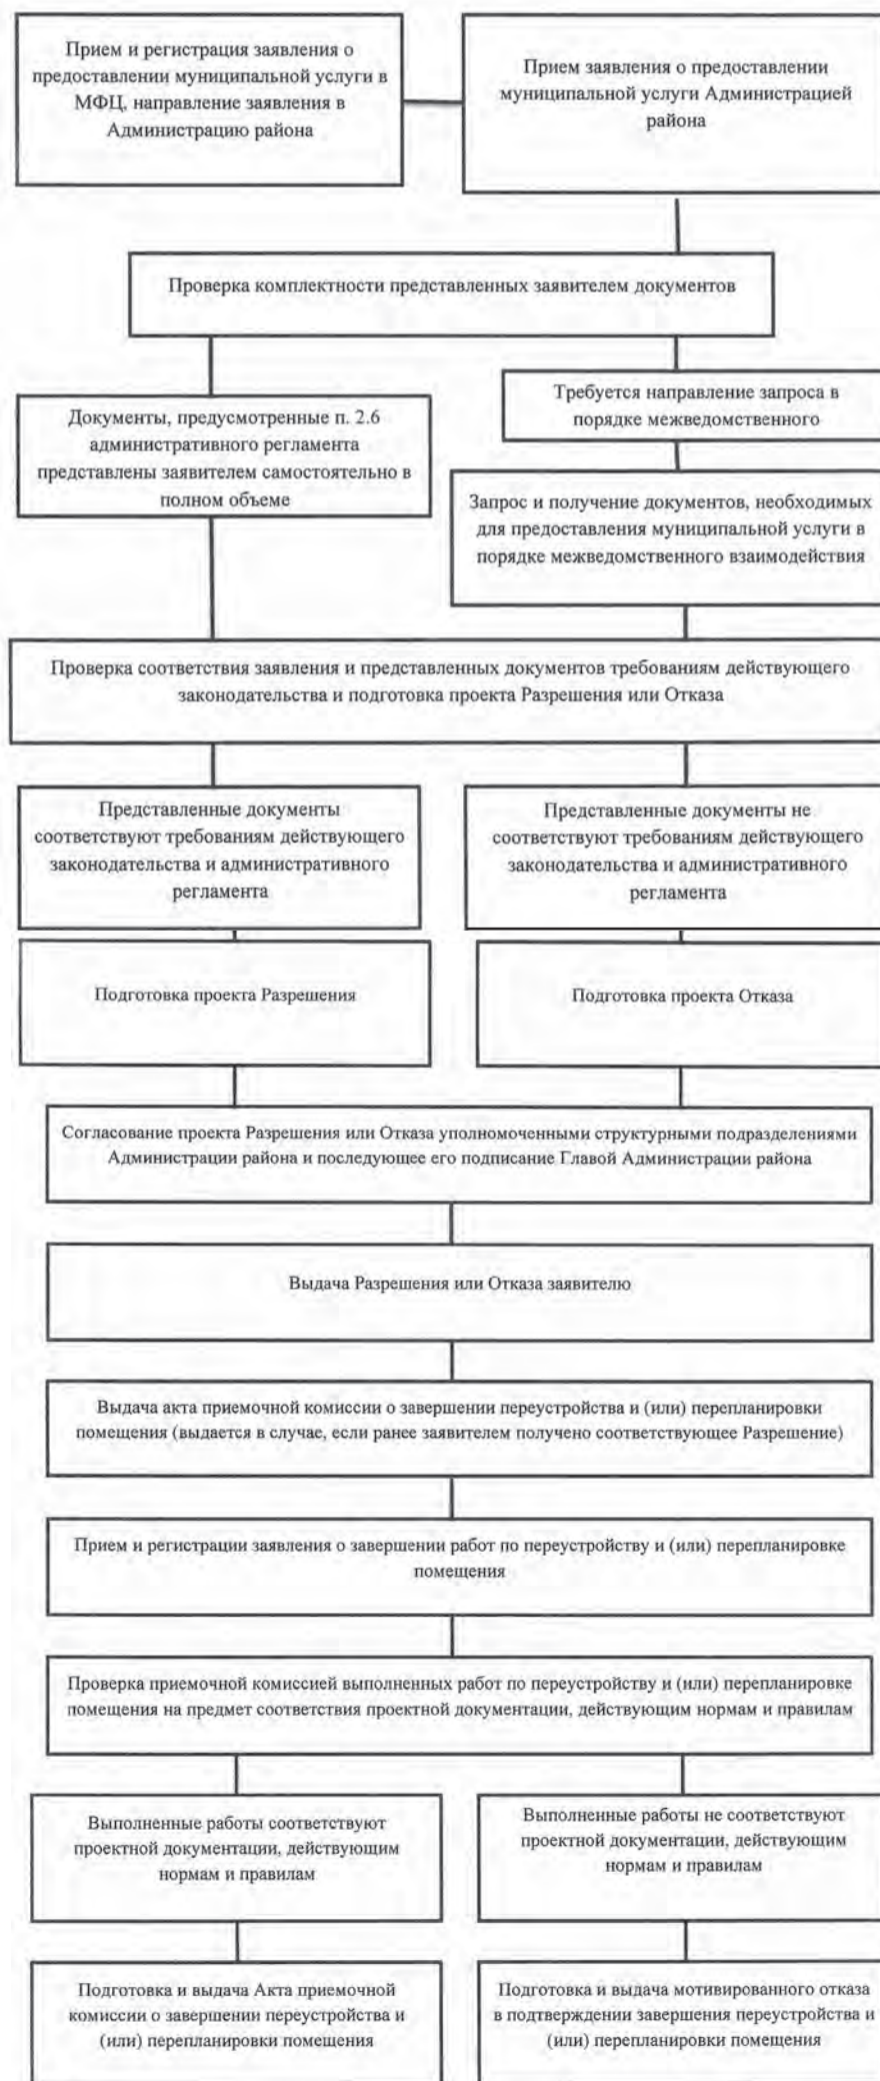 Прием и регистрация заявления о
предоставлении муниципальной услуги в
МФЦ, направление заявления в
Администрацию района
Прием заявления о предоставлении
муниципальной услуги Администрацией
района
Проверка комплектности представленных заявителем документов
Документы, предусмотренные п. 2.6
административного регламента
представлены заявителем самостоятельно в
полном объеме
Требуется направление запроса в
порядке межведомственного
Запрос и получение документов, необходимых
для предоставления муниципальной услуги в
порядке межведомственного взаимодействия
Проверка соответствия заявления и представленных документов требованиям действующего
законодательства и подготовка проекта Разрешения или Отказа
Представленные документы
соответствуют требованиям действующего
законодательства и административного
регламента
Представленные документы не
соответствуют требованиям действующего
законодательства и административного
регламента
Подготовка проекта Разрешения
Подготовка проекта Отказа
Согласование проекта Разрешения или Отказа уполномоченными структурными подразделениями
Администрации района и последующее его подписание Главой Администрации района
Выдача Разрешения или Отказа заявителю
Выдача акта приемочной комиссии о завершении переустройства и (или) перепланировки
помещения (выдается в случае, если ранее заявителем получено соответствующее Разрешение)
Прием и регистрации заявления о завершении работ по переустройству и (или) перепланировке
помещения
Проверка приемочной комиссией выполненных работ по переустройству и (или) перепланировке
помещения на предмет соответствия проектной документации, действующим нормам и правилам
Выполненные работы соответствуют
проектной документации, действующим
нормам и правилам
Выполненные работы не соответствуют
проектной документации, действующим
нормам и правилам
Подготовка и выдача Акта приемочной
комиссии о завершении переустройства и
(или) перепланировки помещения
Подготовка и выдача мотивированного отказа
в подтверждении завершения переустройства и
(или) перепланировки помещения